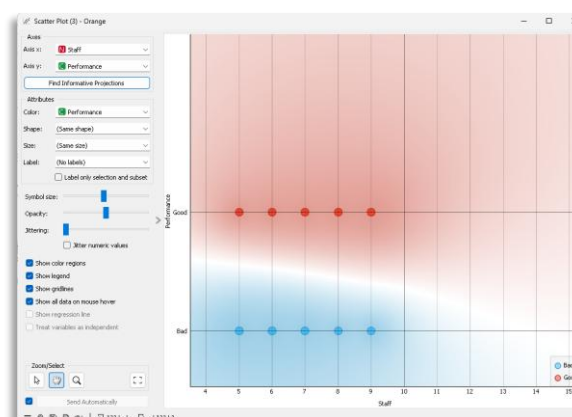 Scatter Plot (3) - Orange
Axes
Axis x: Staff
Axis y: Performance
Find Informative Projections
Attributes
Color: Performance
Shape: (Same shape)
Size: (Same size)
Label: (No labels)
Label only selection and subset
Symbol size:
Opacity:
Jittering:
Jitter numeric values
Show color regions
Show legend
Show gridlines
Show all data on mouse hover
Show regression line
Treat variables as independent
Zoom/Select
Send Automatically
Performance
Good
Bad
4 5 6 7 8 9 10 11 12 13 14 15
Staff